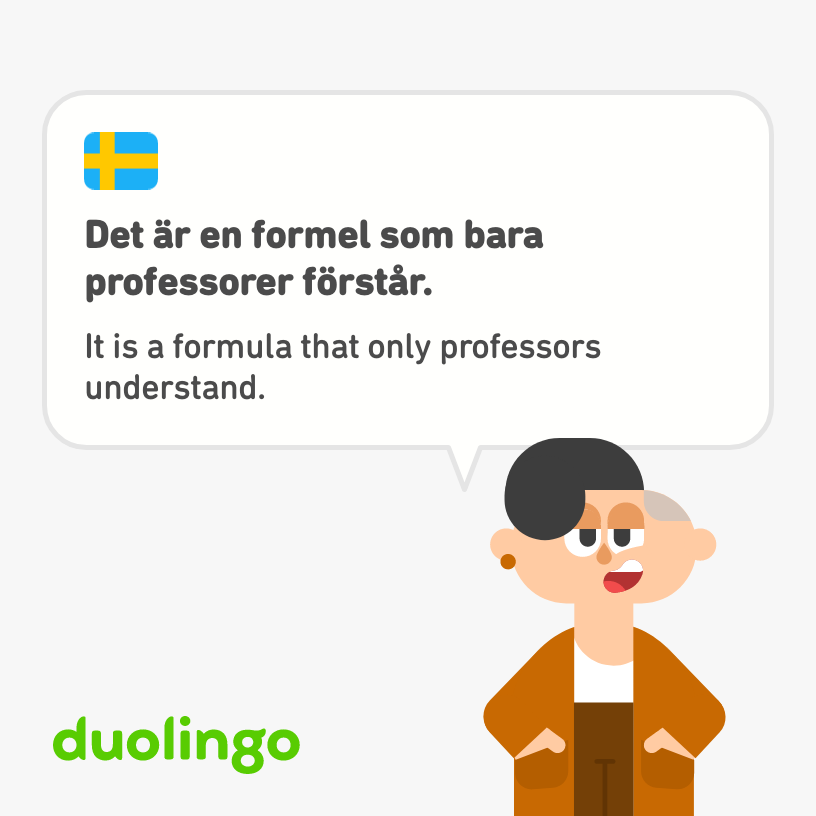 Det är en formel som bara
professorer förstår.
It is a formula that only professors
understand.
duolingo